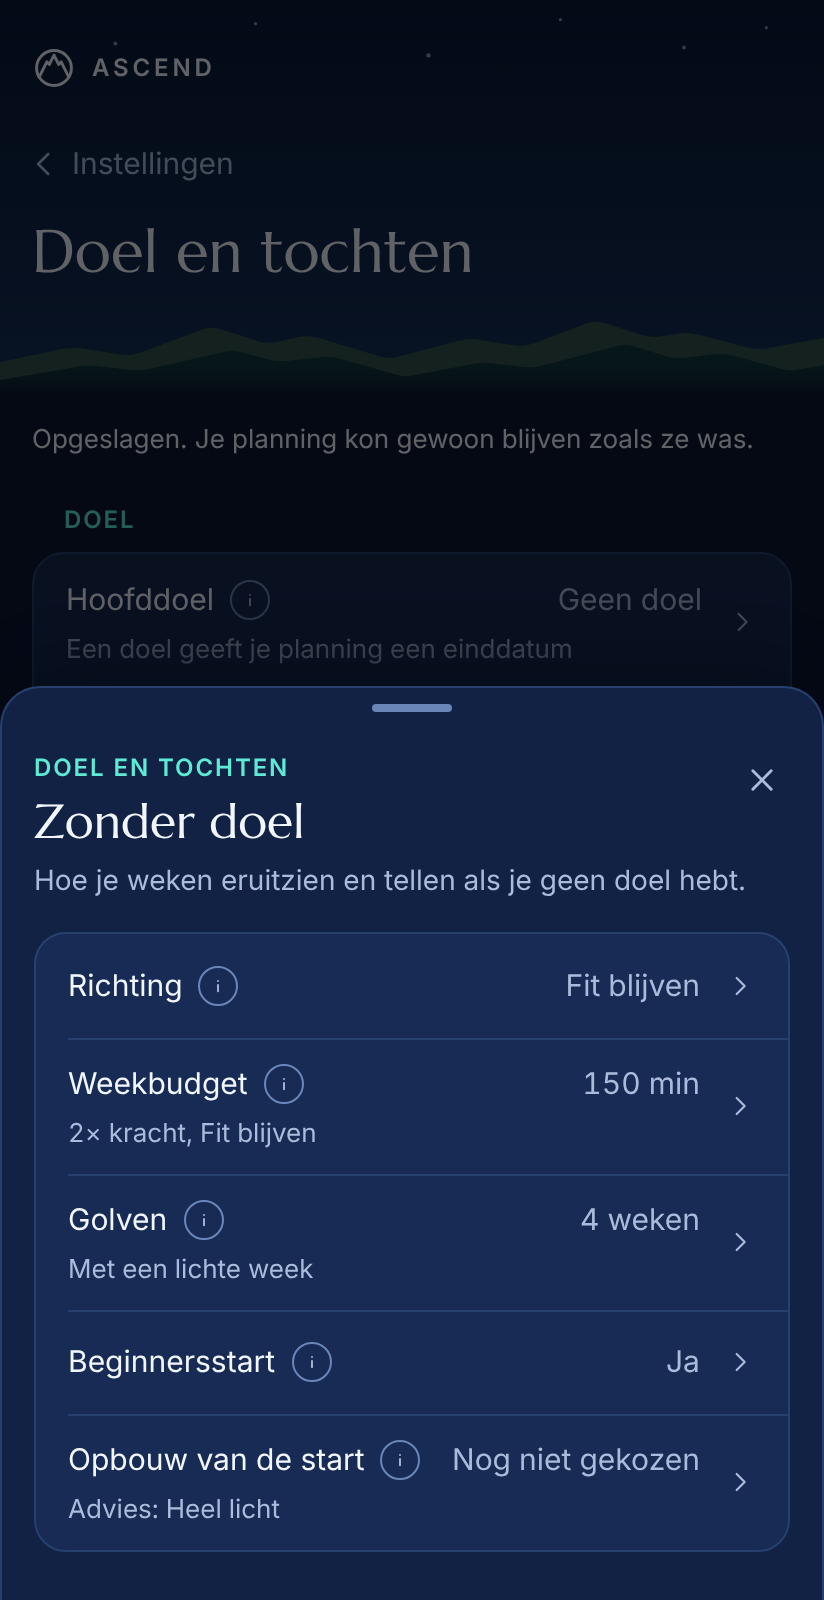 ASCEND
Instellingen
Doel en tochten
Opgeslagen. Je planning kon gewoon blijven zoals ze was.
DOEL
Hoofddoel i Geen doel
Een doel geeft je planning een einddatum
DOEL EN TOCHTEN
Zonder doel
Hoe je weken eruitzien en tellen als je geen doel hebt.
Richting i Fit blijven
Weekbudget i 150 min
2× kracht, Fit blijven
Golven i 4 weken
Met een lichte week
Beginnersstart i Ja
Opbouw van de start i Nog niet gekozen
Advies: Heel licht